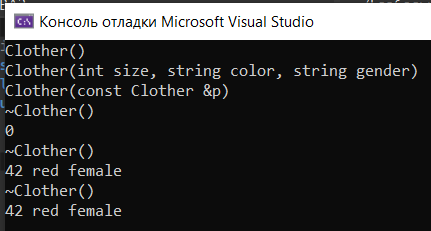 Консоль отладки Microsoft Visual Studio
Clother()
Clother(int size, string color, string gender)
Clother(const Clother &p)
~Clother()
0
~Clother()
42 red female
~Clother()
42 red female